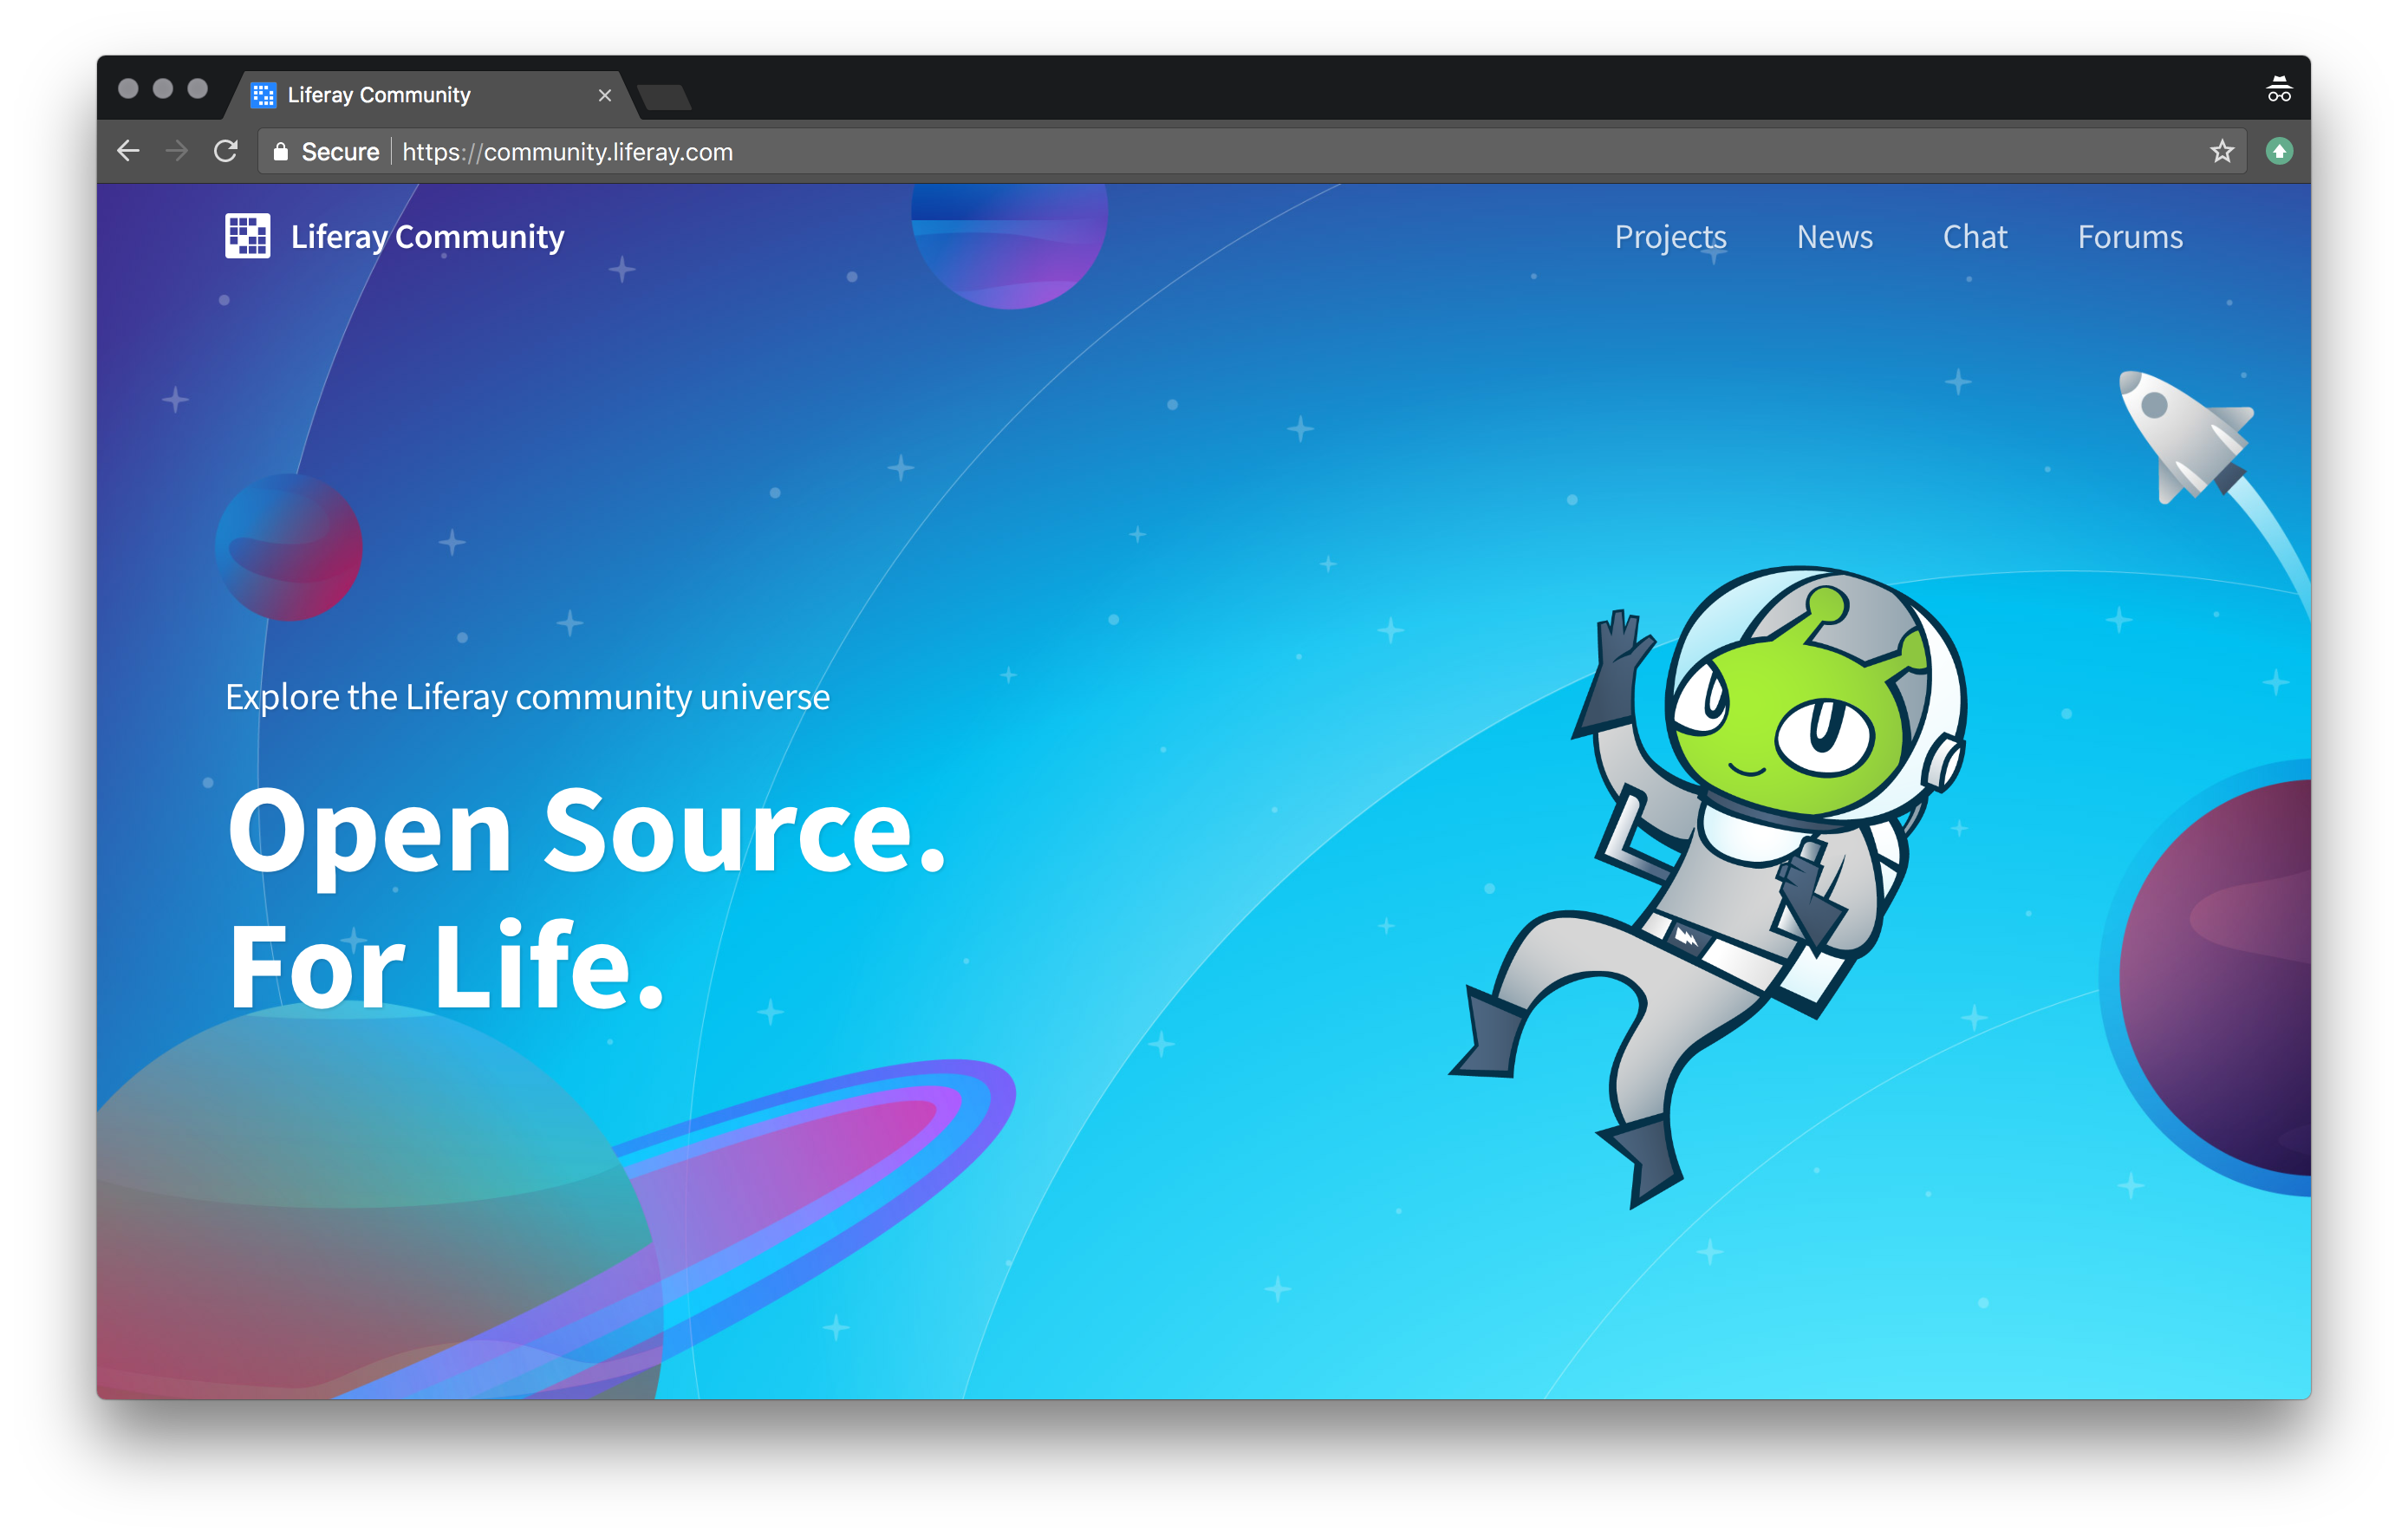 Liferay Community
Secure
https://community.liferay.com
Liferay Community
Projects
News
Chat
Forums
Explore the Liferay community universe
Open Source.
For Life.